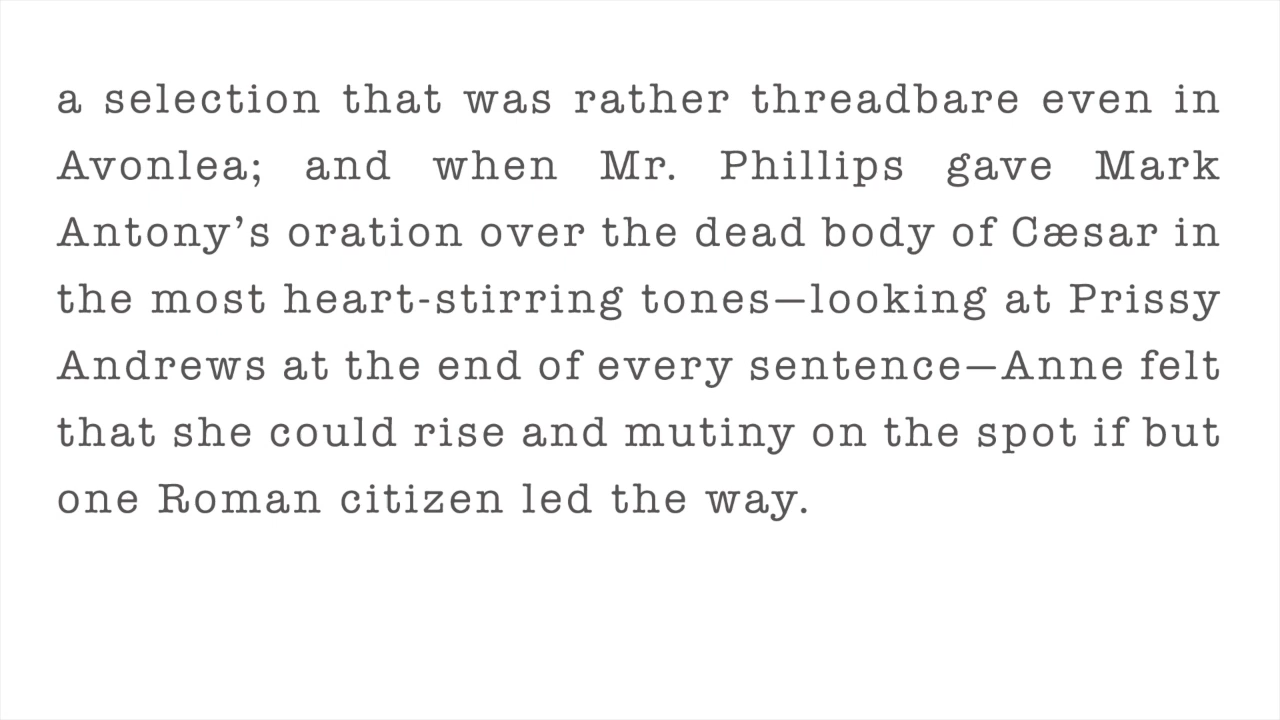 a selection that was rather threadbare even in
Avonlea; and when Mr. Phillips gave Mark
Antony’s oration over the dead body of Cæsar in
the most heart-stirring tones—looking at Prissy
Andrews at the end of every sentence—Anne felt
that she could rise and mutiny on the spot if but
one Roman citizen led the way.